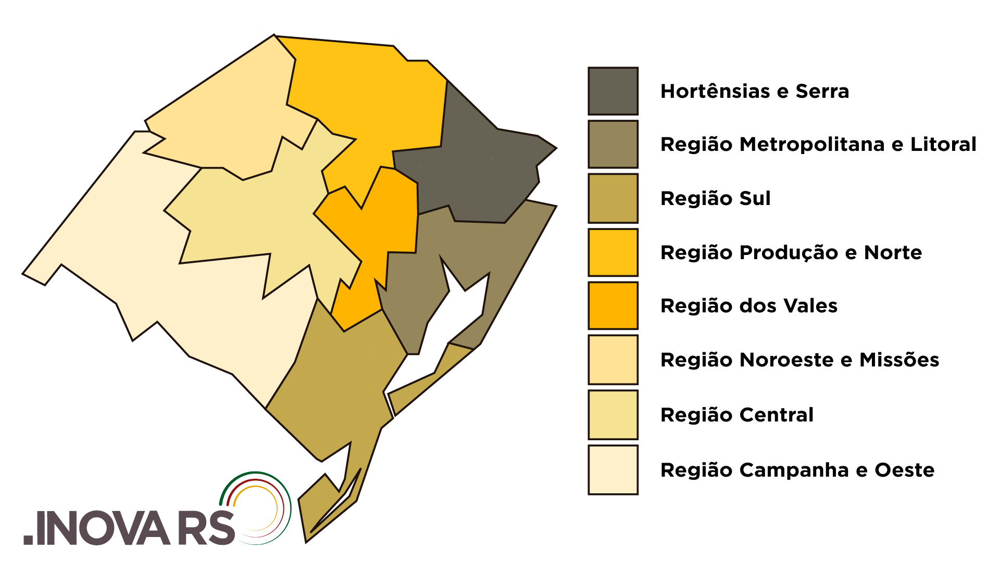 Hortênsias e Serra
Região Metropolitana e Litoral
Região Sul
Região Produção e Norte
Região dos Vales
Região Noroeste e Missões
Região Central
Região Campanha e Oeste
.INOVA RS